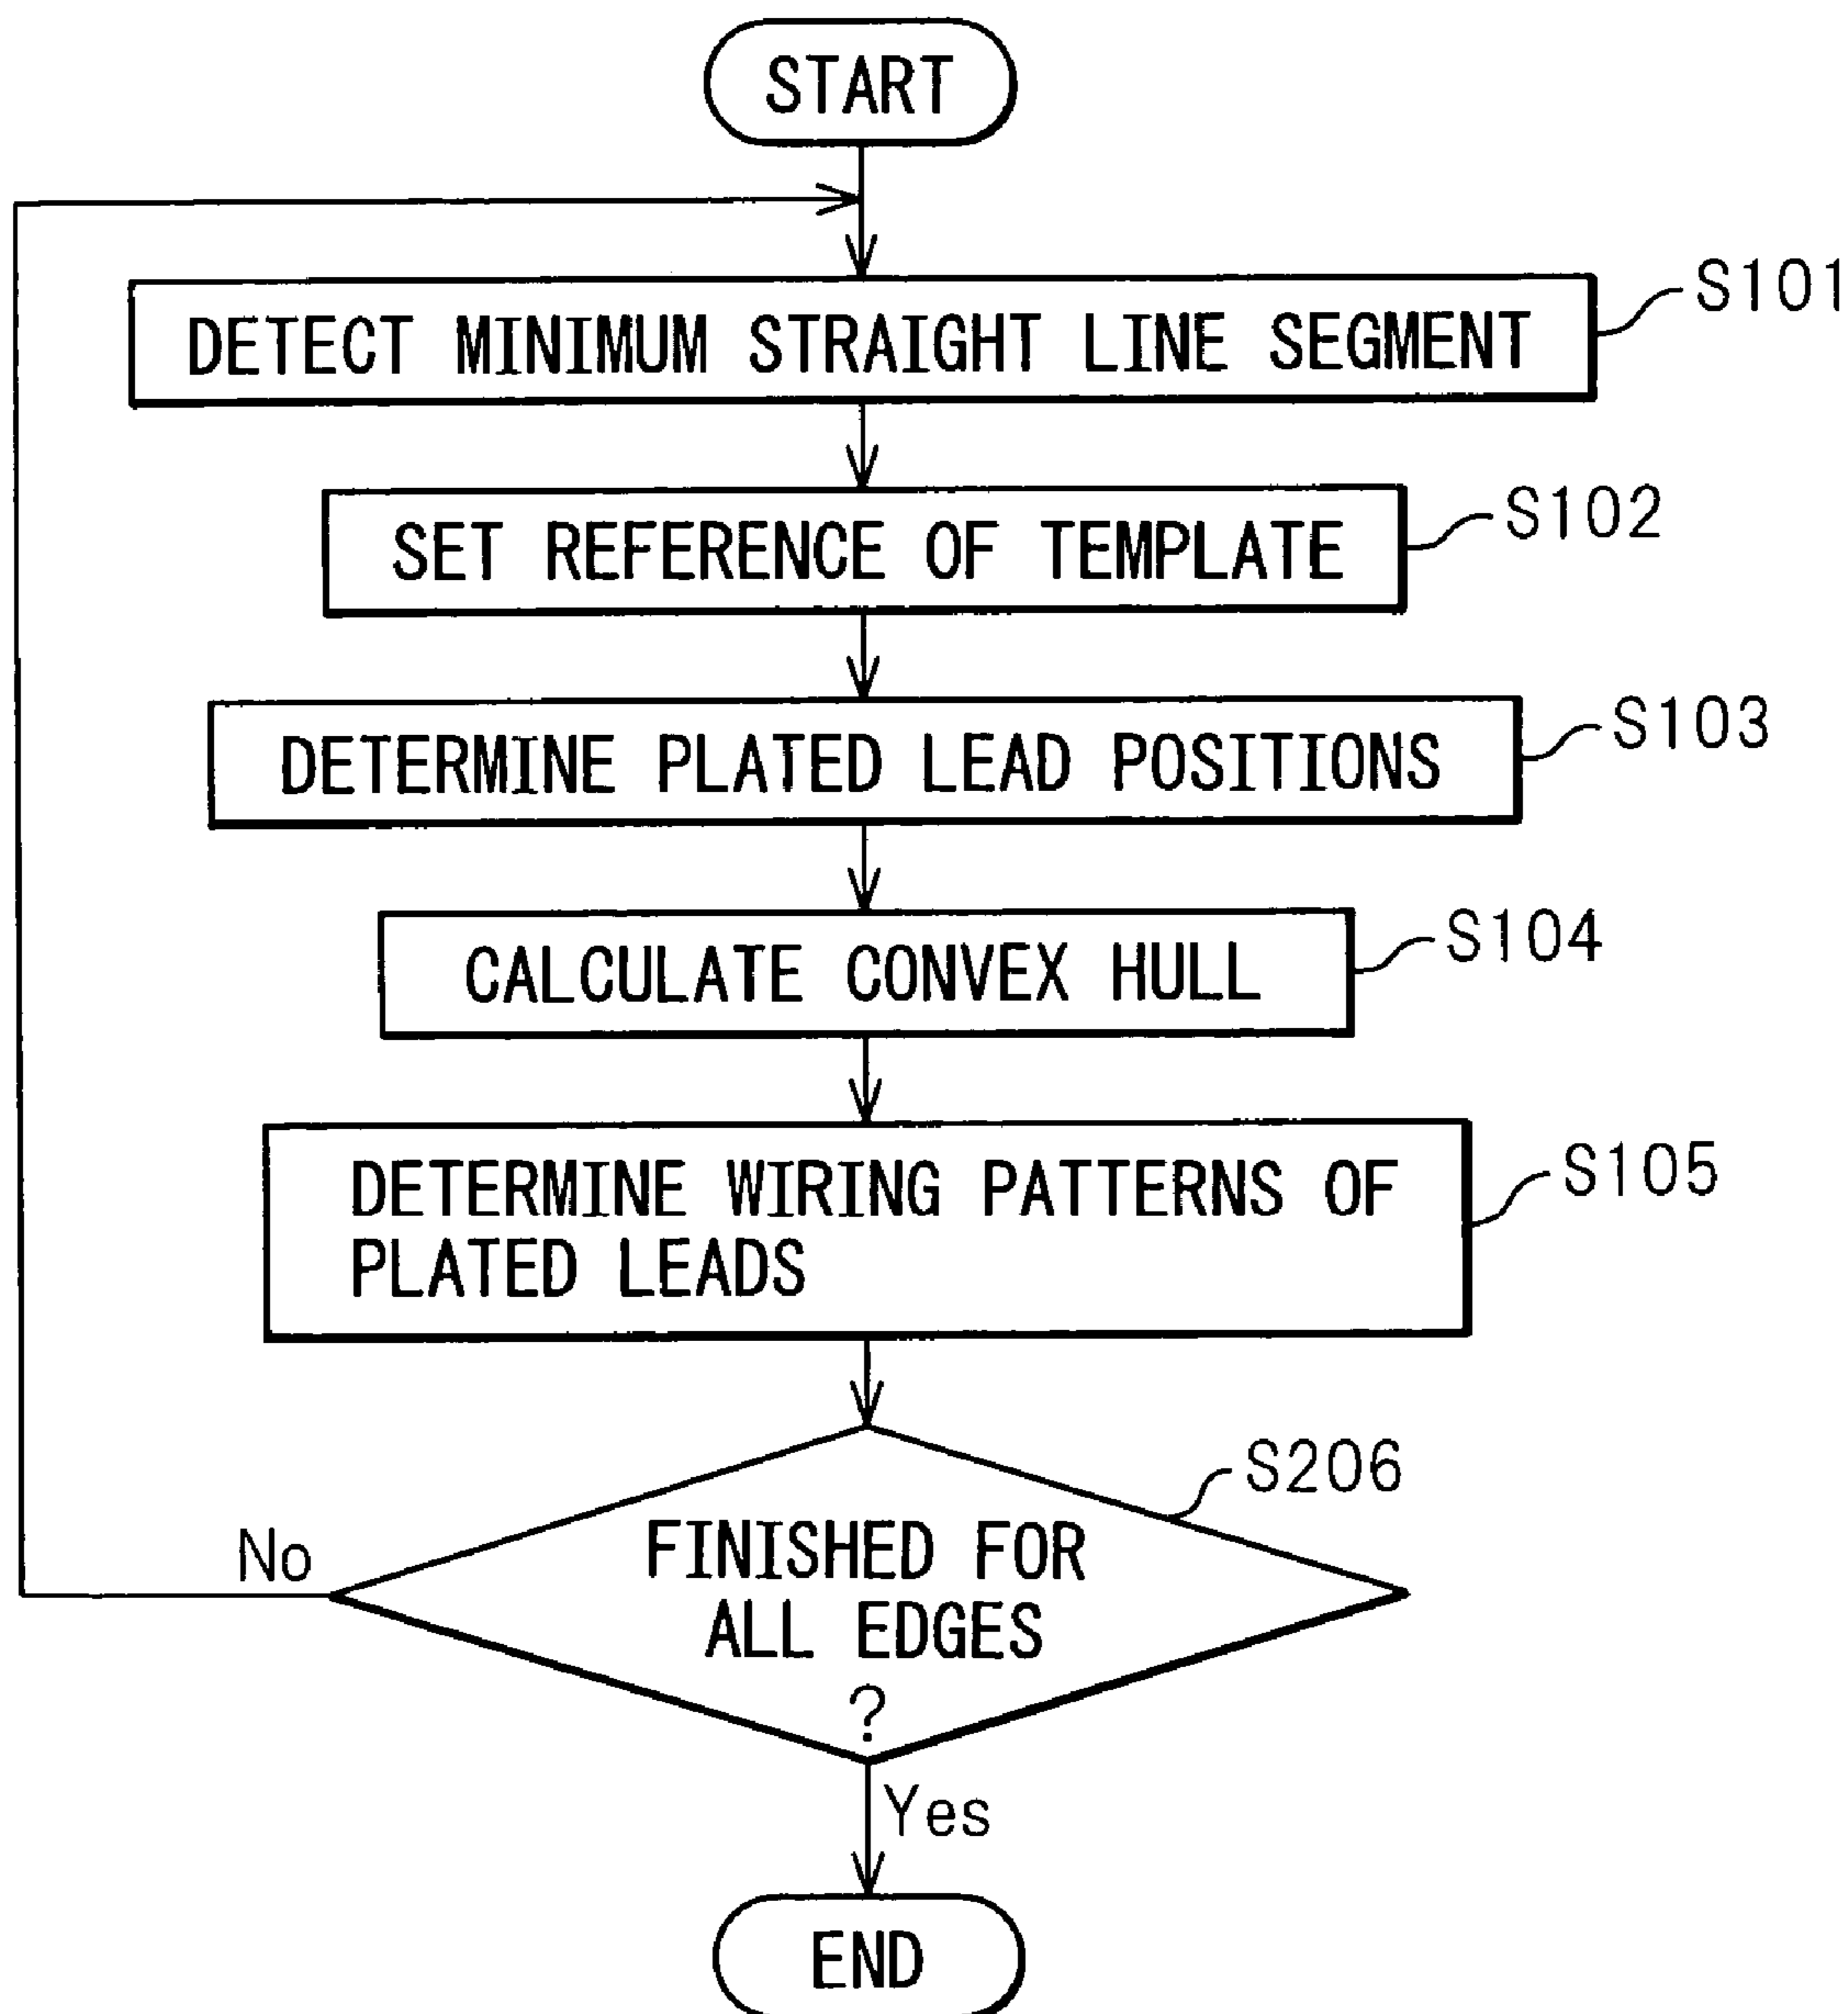 START
DETECT MINIMUM STRAIGHT LINE SEGMENT
S101
SET REFERENCE OF TEMPLATE
S102
DETERMINE PLATED LEAD POSITIONS
S103
CALCULATE CONVEX HULL
S104
DETERMINE WIRING PATTERNS OF
PLATED LEADS
S105
S206
FINISHED FOR
ALL EDGES
?
No
Yes
END